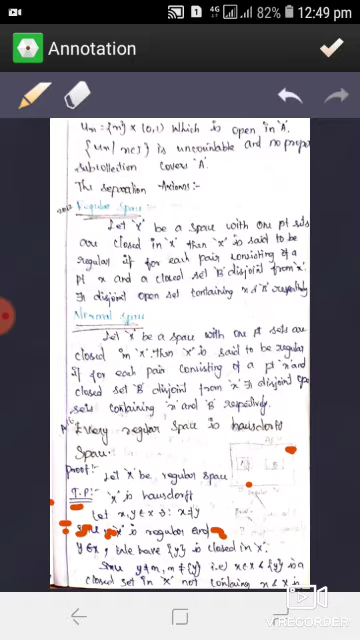 4G 82% 12:49 pm
Annotation
Un = {n} × (0,1) which is open in 'A'.
{Un / n∈I} is uncountable and no proper
subcollection covers 'A'.
The separation Axioms:-
Regular Space:-
Let 'X' be a space with one pt sets
are closed in 'X' then 'X' is said to be
regular if for each pair consisting of a
pt x and a closed set 'B' disjoint from 'x',
∃ disjoint open set containing x & 'B' respectively
Normal Space
Let 'X' be a space with one pt sets are
closed in 'X'. Then 'X' is said to be regular
if for each pair consisting of a pt 'x' and
closed set 'B' disjoint from 'x' ∃ disjoint ope
sets containing 'x' and 'B' respectively.
Every regular space is hausdorff
Space.
Proof:-
Let 'X' be regular space
T.P:- 'X' is hausdorff
Let x,y ∈ X ∋: x≠y
Since 'X' is regular and
y∈X, we have {y} is closed in 'X'.
Since y≠x, x∉{y} i.e x∈X & {y} is a
closed set in 'X' not containing x & X is
VRECORDER